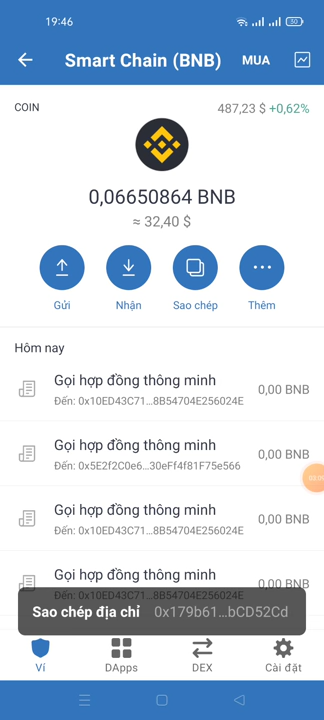 19:46
50
Smart Chain (BNB)
MUA
COIN
487,23 $ +0,62%
0,06650864 BNB
≈ 32,40 $
Gửi
Nhận
Sao chép
Thêm
Hôm nay
Gọi hợp đồng thông minh
0,00 BNB
Đến: 0x10ED43C71...8B54704E256024E
Gọi hợp đồng thông minh
0,00 BNB
Đến: 0x5E2f2C0e6...30eFf4f81F75e566
Gọi hợp đồng thông minh
0,00 BNB
Đến: 0x10ED43C71...8B54704E256024E
Gọi hợp đồng thông minh
0,00 BNB
Đến: 0x10ED43C71...8B54704E256024E
Sao chép địa chỉ 0x179b61...bCD52Cd
Ví
DApps
DEX
Cài đặt